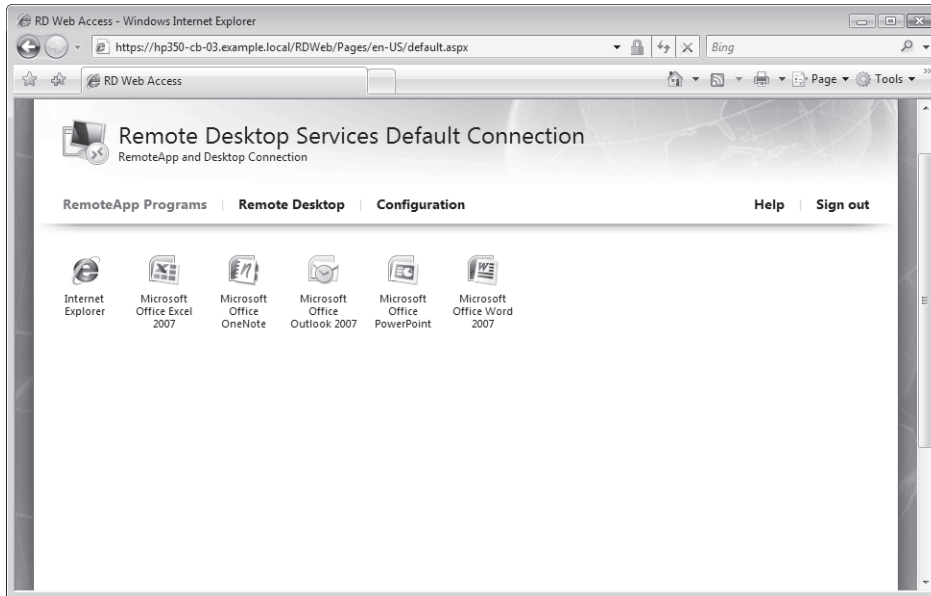 RD Web Access - Windows Internet Explorer
https://hp350-cb-03.example.local/RDWeb/Pages/en-US/default.aspx
Bing
RD Web Access
Page
Tools
Remote Desktop Services Default Connection
RemoteApp and Desktop Connection
RemoteApp Programs
Remote Desktop
Configuration
Help
Sign out
Internet
Explorer
Microsoft
Office Excel
2007
Microsoft
Office
OneNote
Microsoft
Office
Outlook 2007
Microsoft
Office
PowerPoint
Microsoft
Office Word
2007